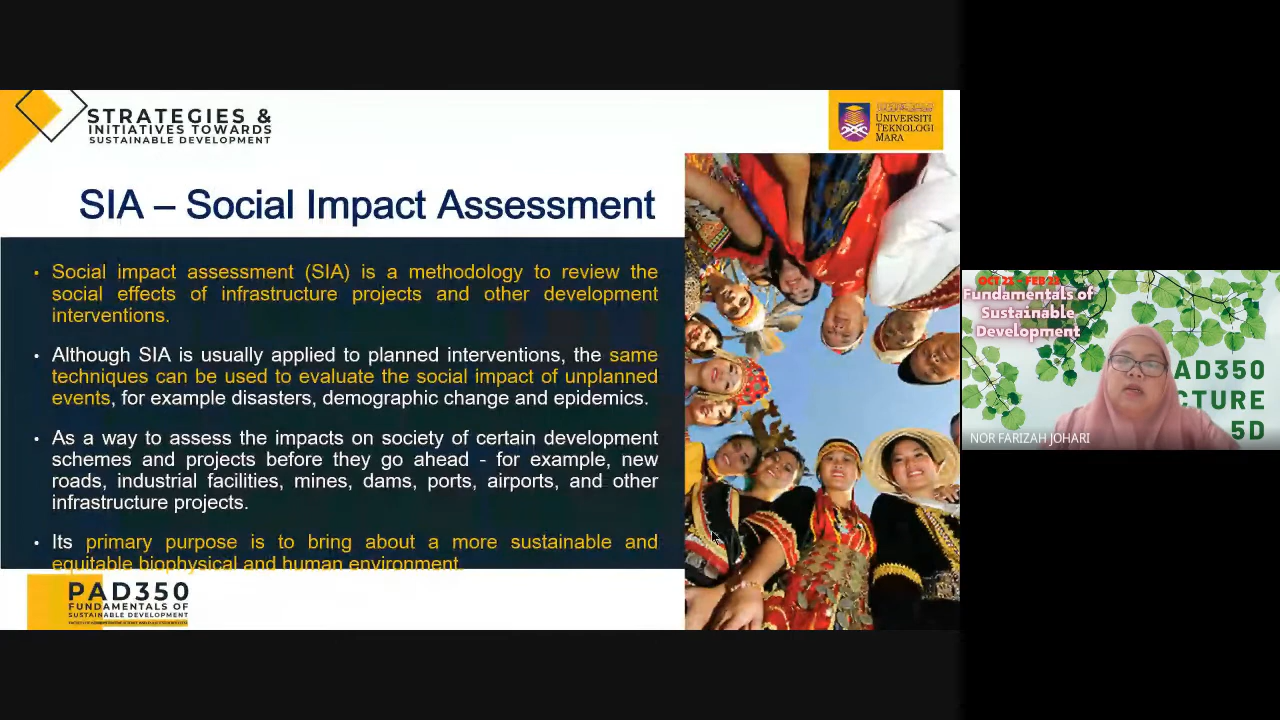 STRATEGIES &
INITIATIVES TOWARDS
SUSTAINABLE DEVELOPMENT
UNIVERSITI
TEKNOLOGI
MARA
SIA – Social Impact Assessment
• Social impact assessment (SIA) is a methodology to review the
social effects of infrastructure projects and other development
interventions.
• Although SIA is usually applied to planned interventions, the same
techniques can be used to evaluate the social impact of unplanned
events, for example disasters, demographic change and epidemics.
• As a way to assess the impacts on society of certain development
schemes and projects before they go ahead - for example, new
roads, industrial facilities, mines, dams, ports, airports, and other
infrastructure projects.
• Its primary purpose is to bring about a more sustainable and
equitable biophysical and human environment.
PAD350
FUNDAMENTALS OF
SUSTAINABLE DEVELOPMENT
Fundamentals of
Sustainable
Development
AD350
CTURE
5D
NOR FARIZAH JOHARI